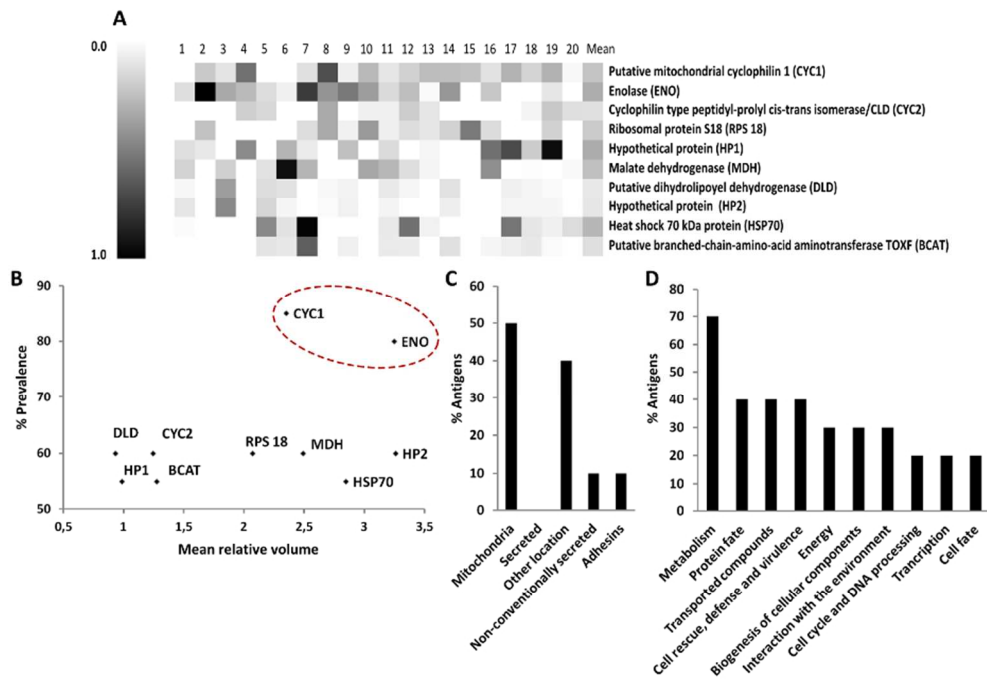 A
0.0
1.0
1 2 3 4 5 6 7 8 9 10 11 12 13 14 15 16 17 18 19 20 Mean
Putative mitochondrial cyclophilin 1 (CYC1)
Enolase (ENO)
Cyclophilin type peptidyl-prolyl cis-trans isomerase/CLD (CYC2)
Ribosomal protein S18 (RPS 18)
Hypothetical protein (HP1)
Malate dehydrogenase (MDH)
Putative dihydrolipoyel dehydrogenase (DLD)
Hypothetical protein (HP2)
Heat shock 70 kDa protein (HSP70)
Putative branched-chain-amino-acid aminotransferase TOXF (BCAT)
B
% Prevalence
90
80
70
60
50
CYC1
ENO
DLD
CYC2
RPS 18
MDH
HP2
HP1
BCAT
HSP70
0,5 1 1,5 2 2,5 3 3,5
Mean relative volume
C
% Antigens
60
50
40
30
20
10
0
Mitochondria
Secreted
Other location
Non-conventionally secreted
Adhesins
D
% Antigens
80
70
60
50
40
30
20
10
0
Metabolism
Protein fate
Transported compounds
Cell rescue, defense and virulence
Energy
Biogenesis of cellular components
Interaction with the environment
Cell cycle and DNA processing
Trancription
Cell fate